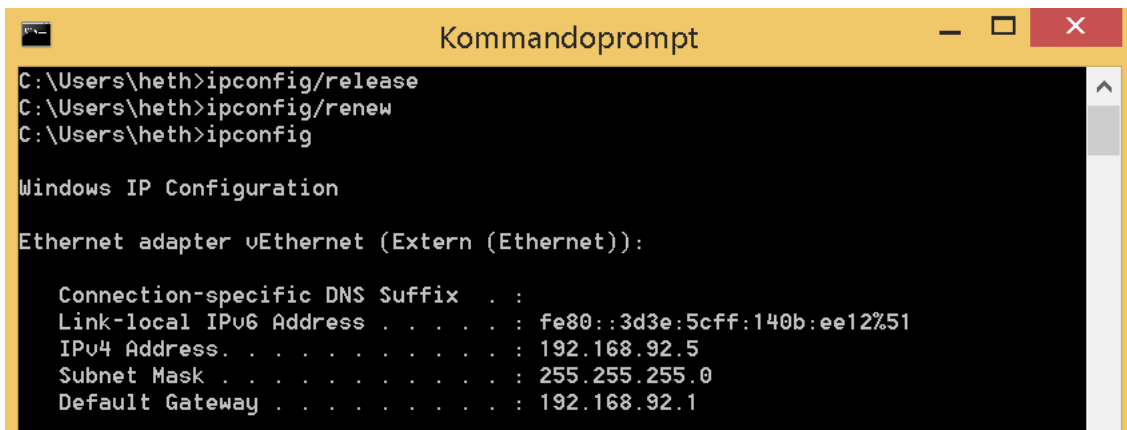 Kommandoprompt
C:\Users\heth>ipconfig/release
C:\Users\heth>ipconfig/renew
C:\Users\heth>ipconfig
Windows IP Configuration
Ethernet adapter vEthernet (Extern (Ethernet)):
Connection-specific DNS Suffix . :
Link-local IPv6 Address . . . . . : fe80::3d3e:5cff:140b:ee12%51
IPv4 Address. . . . . . . . . . . : 192.168.92.5
Subnet Mask . . . . . . . . . . . : 255.255.255.0
Default Gateway . . . . . . . . . : 192.168.92.1